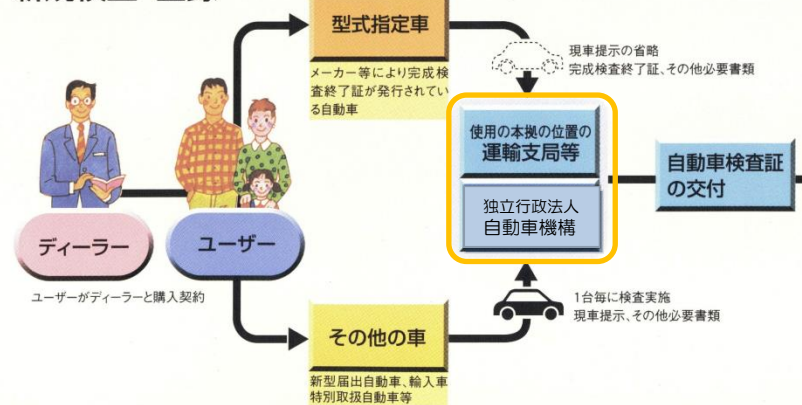 型式指定車
メーカー等により完成検
査終了証が発行されてい
る自動車
現車提示の省略
完成検査終了証、その他必要書類
使用の本拠の位置の
運輸支局等
独立行政法人
自動車機構
自動車検査証
の交付
ディーラー
ユーザー
ユーザーがディーラーと購入契約
1台毎に検査実施
現車提示、その他必要書類
その他の車
新型届出自動車、輸入車
特別取扱自動車等